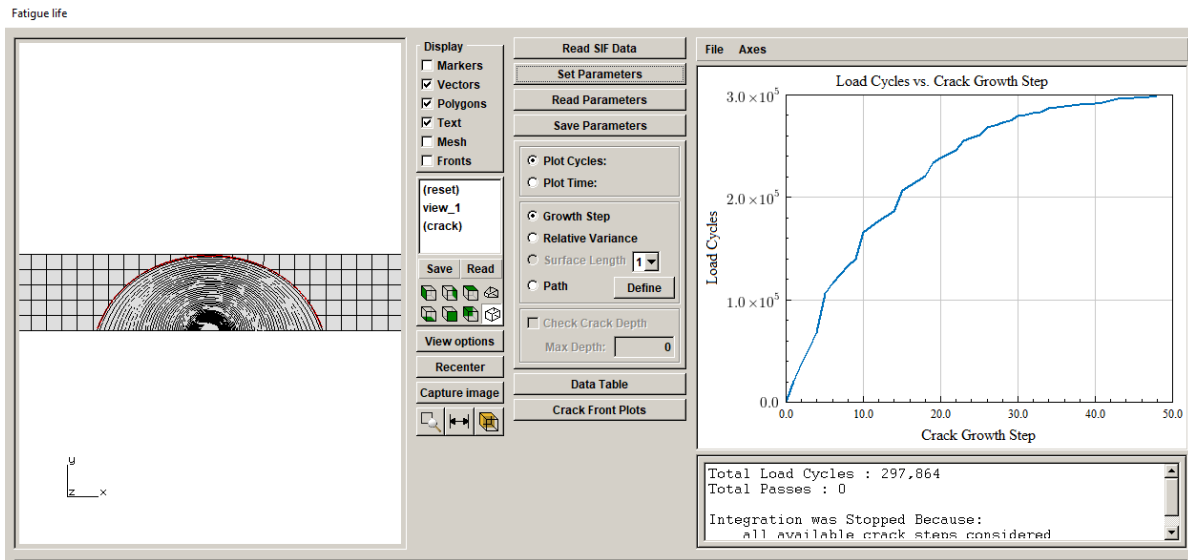 Fatigue life
Display
Markers
Vectors
Polygons
Text
Mesh
Fronts
(reset)
view_1
(crack)
Save Read
View options
Recenter
Capture image
Read SIF Data
Set Parameters
Read Parameters
Save Parameters
Plot Cycles:
Plot Time:
Growth Step
Relative Variance
Surface Length 1
Path Define
Check Crack Depth
Max Depth: 0
Data Table
Crack Front Plots
File Axes
Load Cycles vs. Crack Growth Step
3.0 ×10⁵
2.0 ×10⁵
1.0 ×10⁵
0.0
Load Cycles
0.0 10.0 20.0 30.0 40.0 50.0
Crack Growth Step
Total Load Cycles : 297,864
Total Passes : 0
Integration was Stopped Because:
all available crack steps considered
y
z x